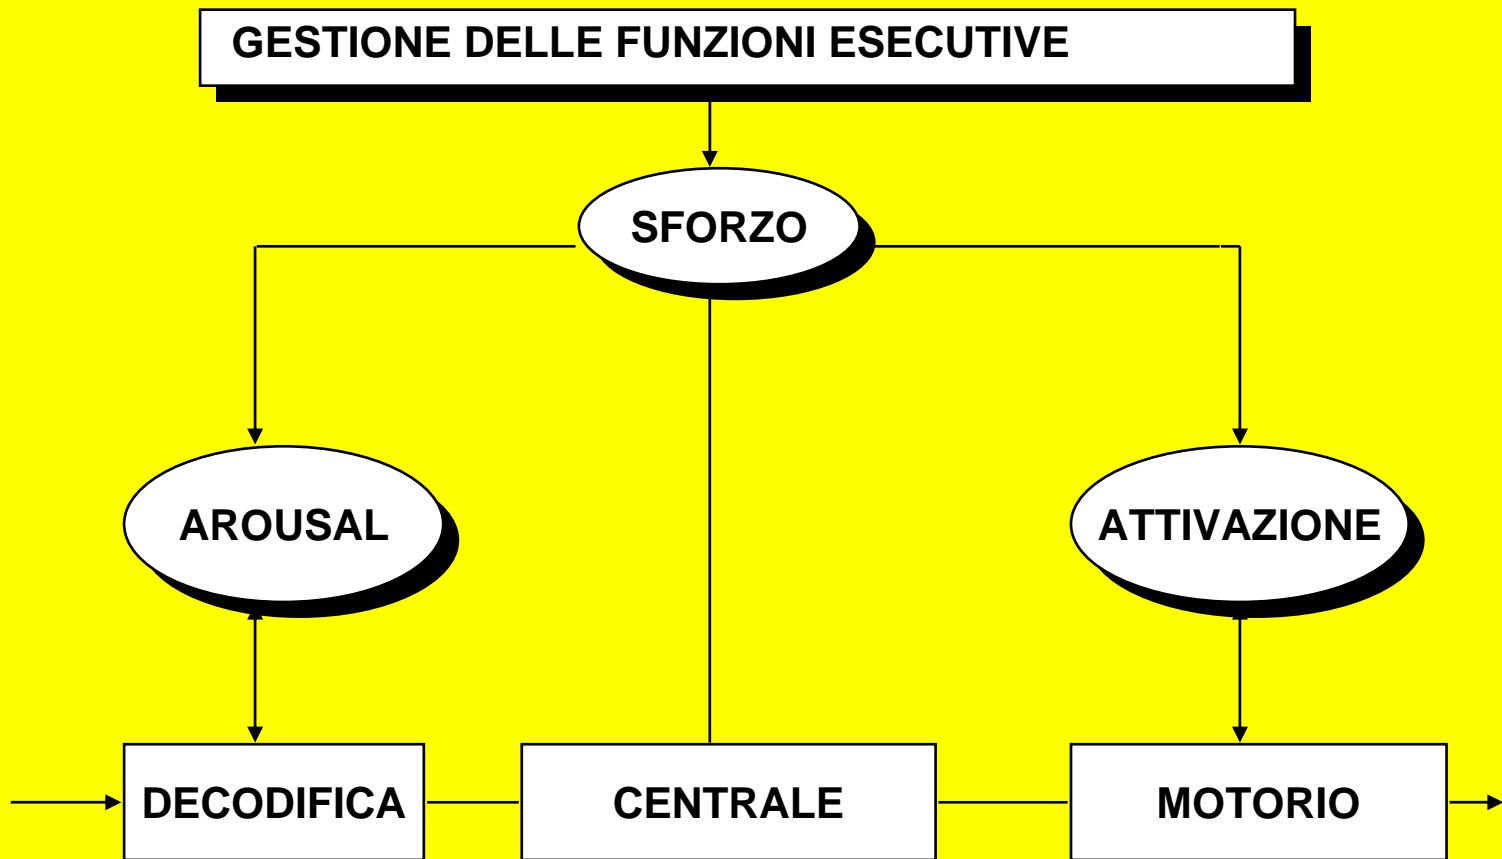 GESTIONE DELLE FUNZIONI ESECUTIVE
SFORZO
AROUSAL
ATTIVAZIONE
DECODIFICA
CENTRALE
MOTORIO